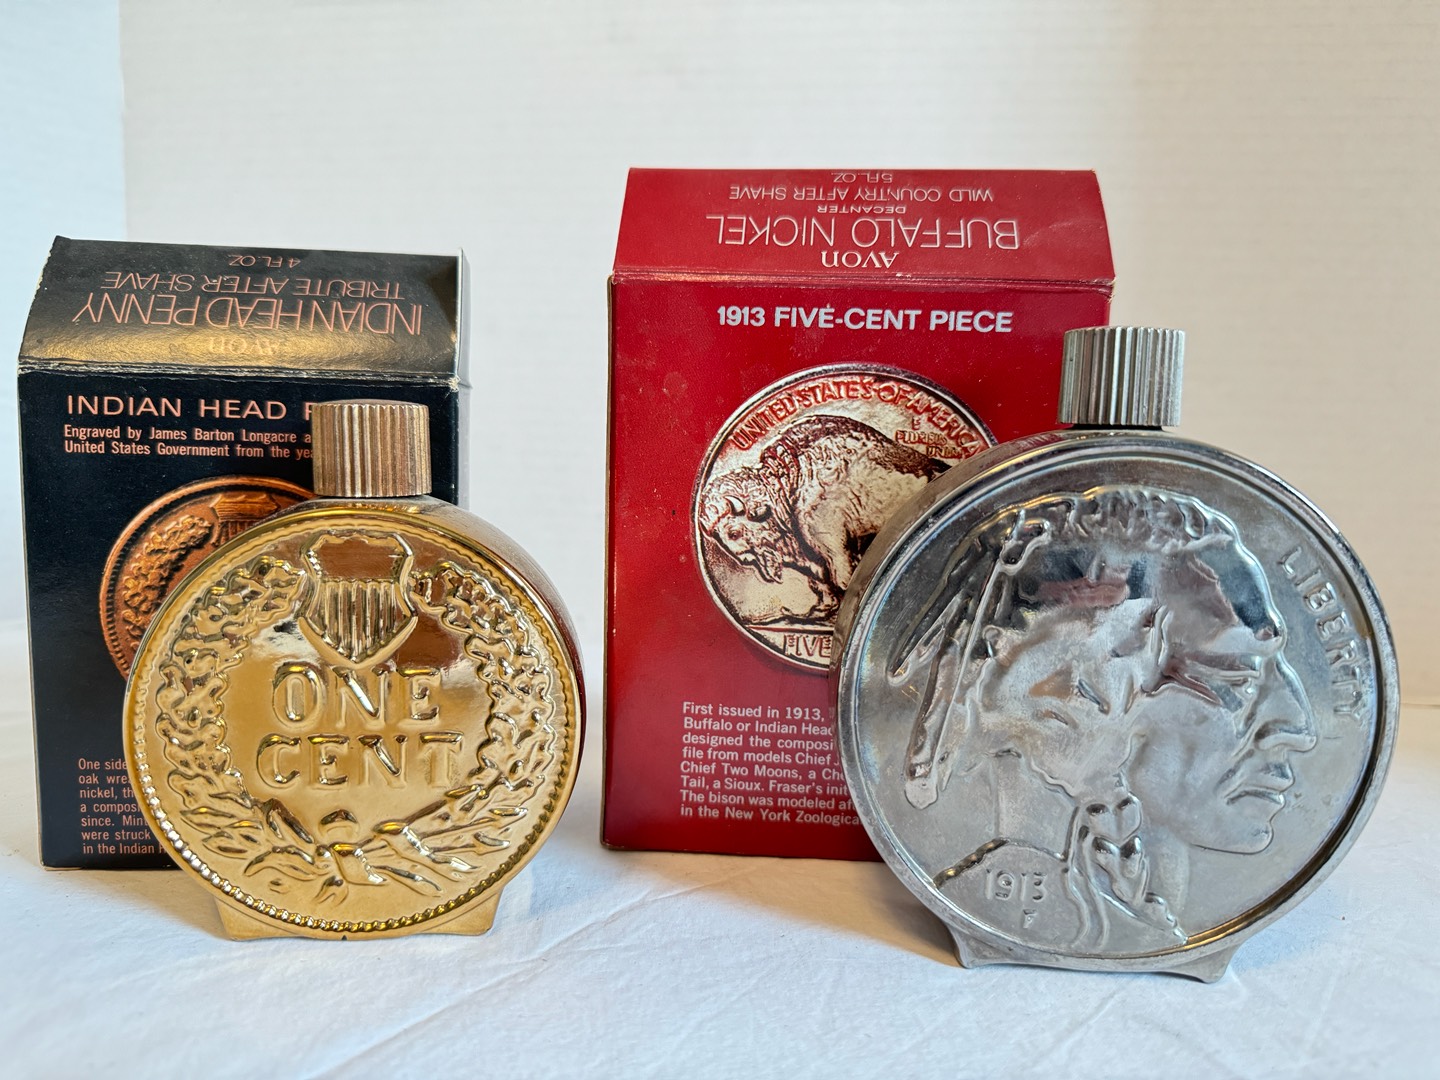 AVON
INDIAN HEAD PENNY
TRIBUTE AFTER SHAVE
4 FL. OZ.
INDIAN HEAD P
Engraved by James Barton Longacre a
United States Government from the yea
One side
oak wre
nickel, th
a composi
since. Min
were struck
in the Indian H
ONE
CENT
AVON
BUFFALO NICKEL
DECANTER
WILD COUNTRY AFTER SHAVE
5 FL. OZ.
1913 FIVE-CENT PIECE
UNITED STATES OF AMERICA
E
PLURIBUS
UNUM
FIVE
First issued in 1913,
Buffalo or Indian Head
designed the composi
file from models Chief J
Chief Two Moons, a Che
Tail, a Sioux. Fraser's init
The bison was modeled af
in the New York Zoologica
LIBERTY
1913
F